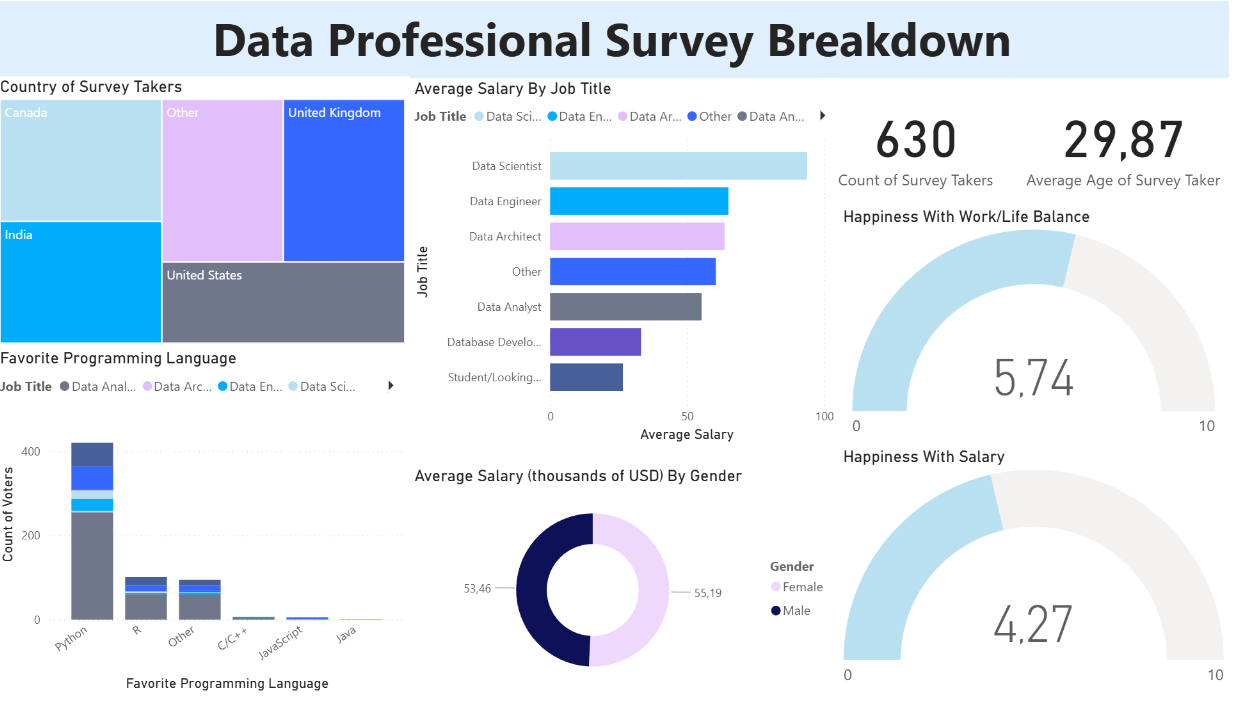 Data Professional Survey Breakdown
Country of Survey Takers
Canada
Other
United Kingdom
India
United States
Favorite Programming Language
Job Title Data Anal... Data Arc... Data En... Data Sci...
Count of Voters
400
200
0
Python
R
Other
C/C++
JavaScript
Java
Favorite Programming Language
Average Salary By Job Title
Job Title Data Sci... Data En... Data Ar... Other Data An...
Job Title
Data Scientist
Data Engineer
Data Architect
Other
Data Analyst
Database Develo...
Student/Looking...
0
50
100
Average Salary
Average Salary (thousands of USD) By Gender
53,46
55,19
Gender
Female
Male
630
Count of Survey Takers
29,87
Average Age of Survey Taker
Happiness With Work/Life Balance
5,74
0
10
Happiness With Salary
4,27
0
10